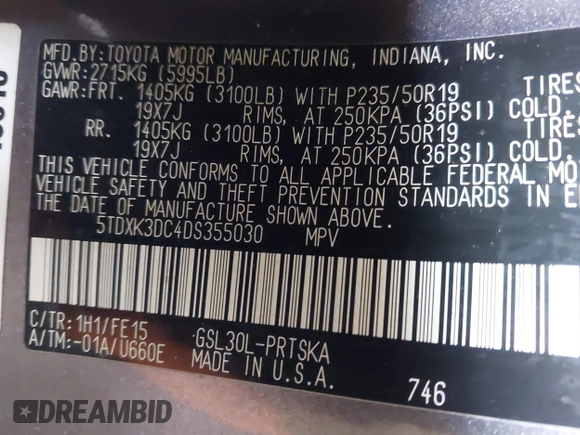 MFD.BY:TOYOTA MOTOR MANUFACTURING, INDIANA, INC.
GVWR:2715KG (5995LB)
GAWR:FRT. 1405KG (3100LB) WITH P235/50R19 TIRES
19X7J RIMS, AT 250KPA (36PSI) COLD.
RR. 1405KG (3100LB) WITH P235/50R19 TIRES
19X7J RIMS, AT 250KPA (36PSI) COLD.
THIS VEHICLE CONFORMS TO ALL APPLICABLE FEDERAL MO
VEHICLE SAFETY AND THEFT PREVENTION STANDARDS IN E
THE DATE OF MANUFACTURE SHOWN ABOVE.
5TDXK3DC4DS355030 MPV
C/TR:1H1/FE15 GSL30L-PRTSKA
A/TM:-01A/U660E MADE IN U.S.A. 746
DREAMBID